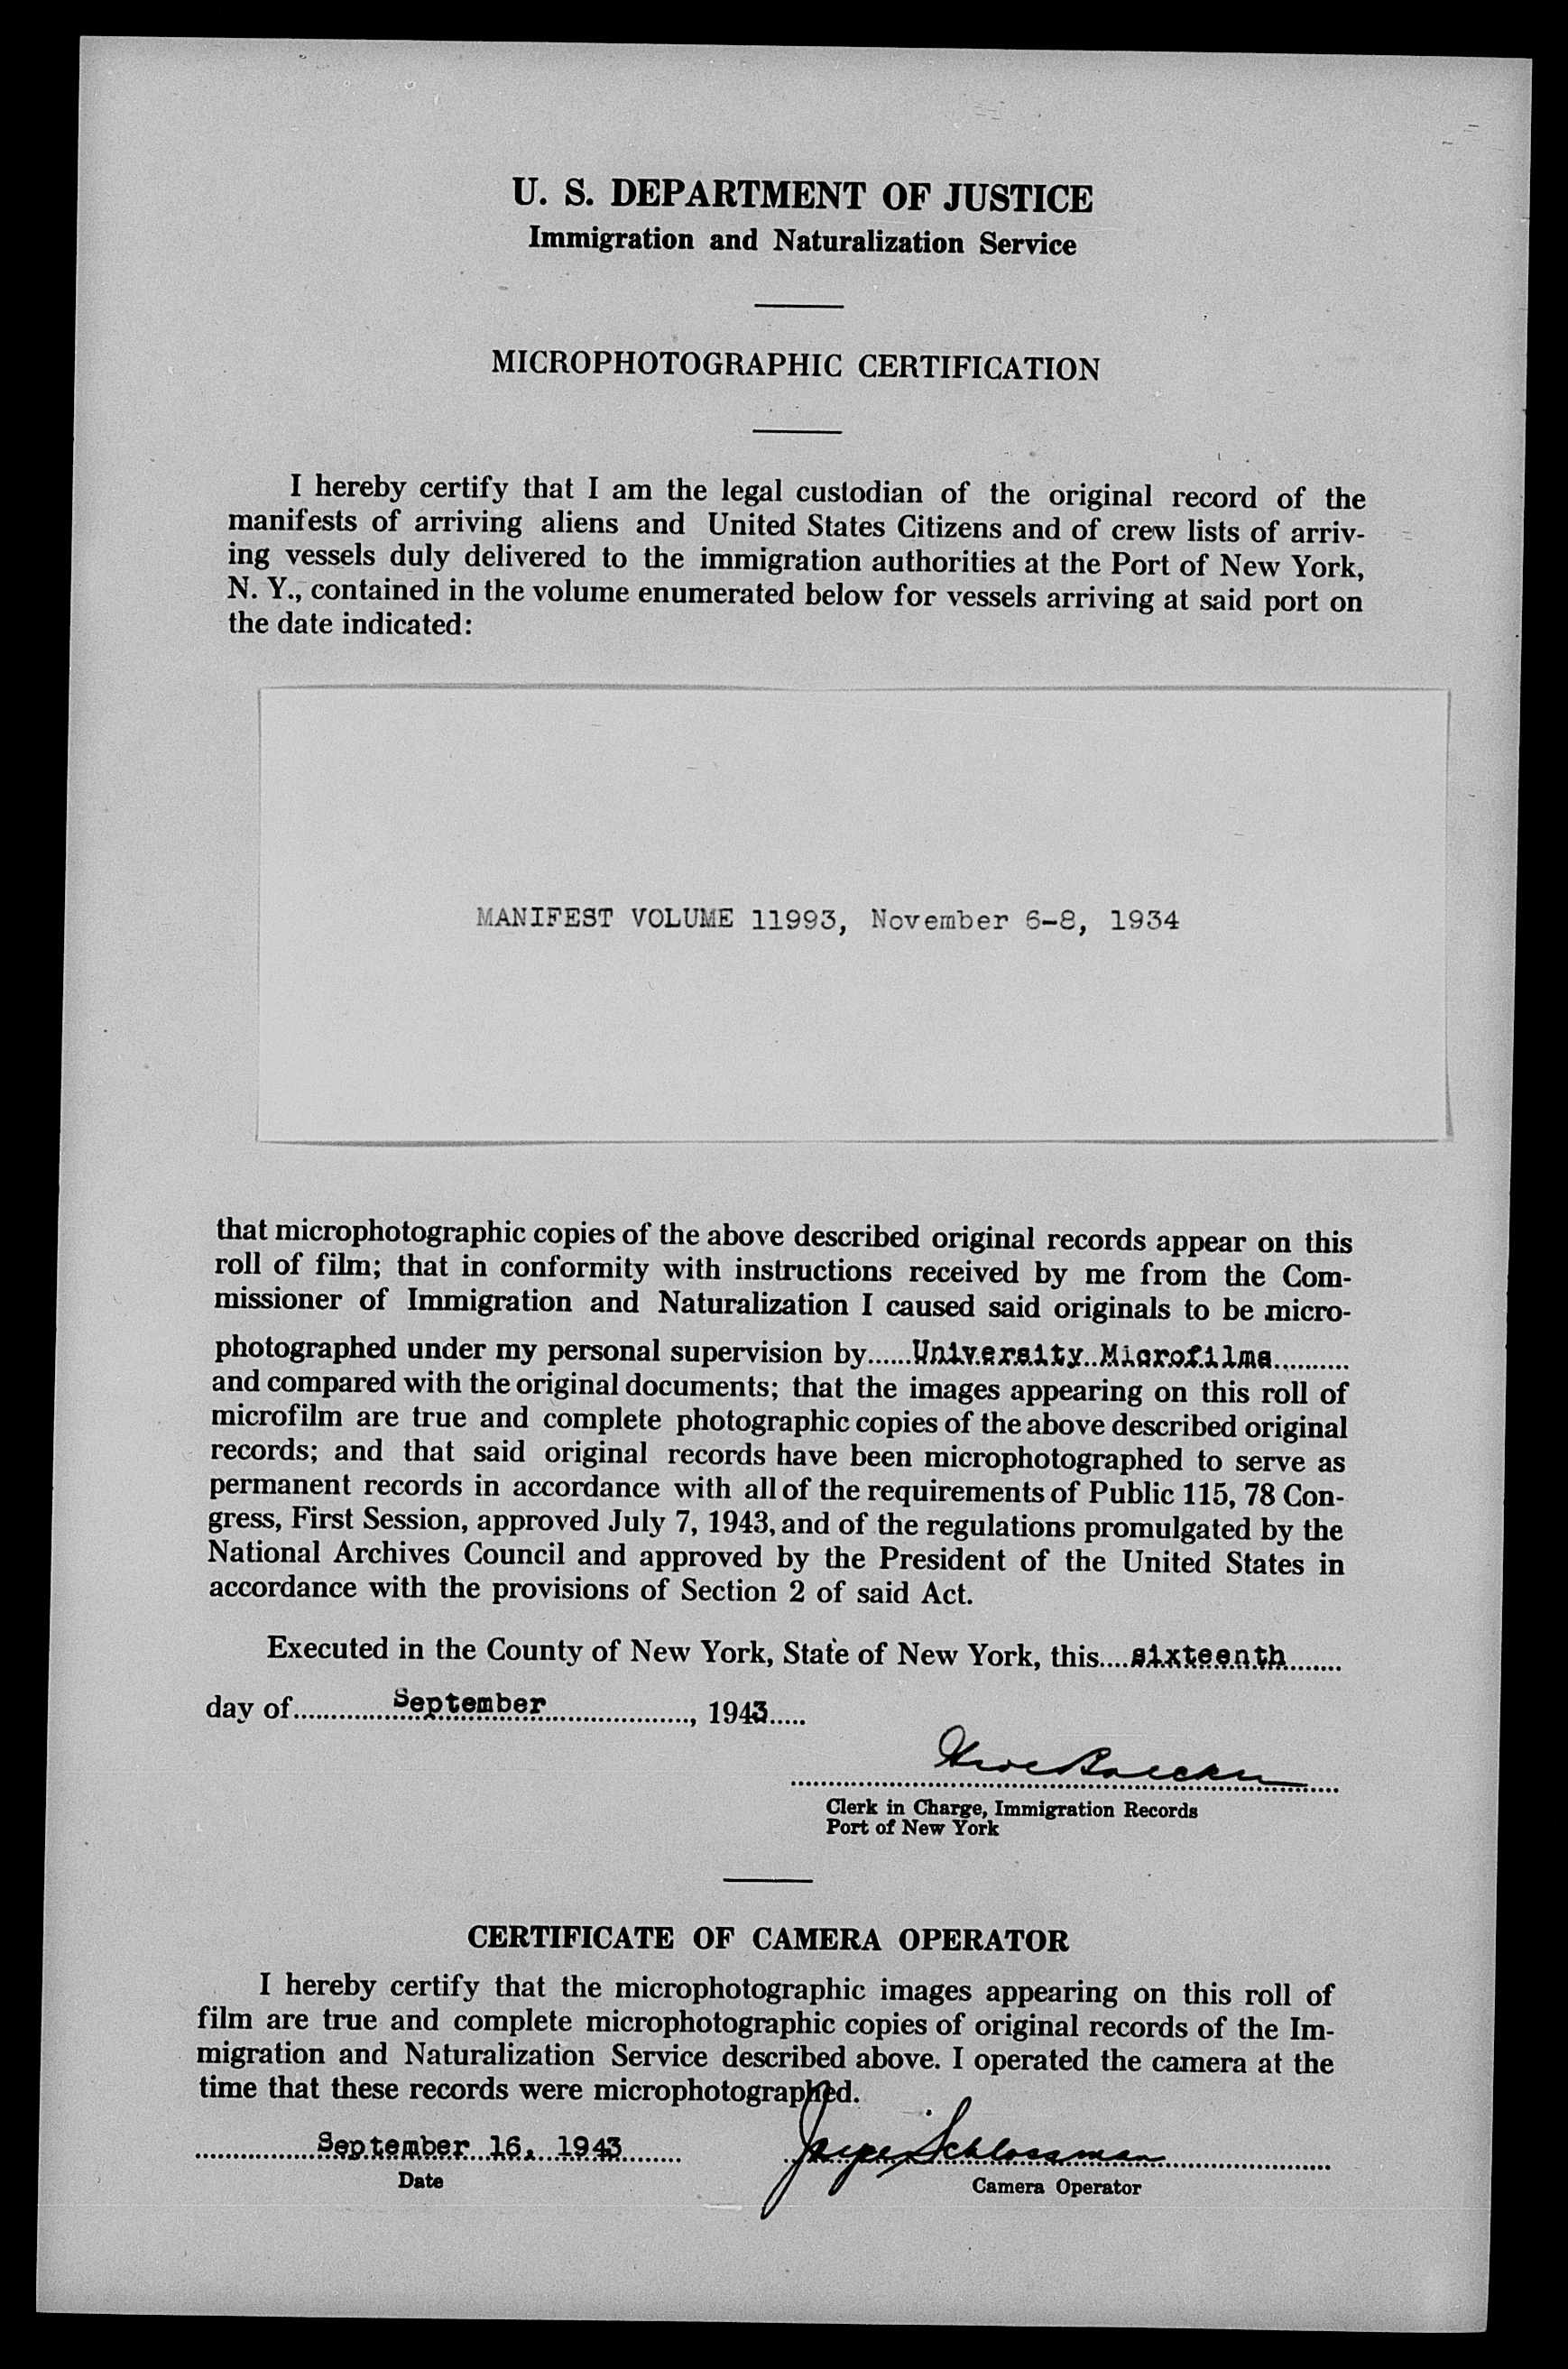 U. S. DEPARTMENT OF JUSTICE
Immigration and Naturalization Service
MICROPHOTOGRAPHIC CERTIFICATION
I hereby certify that I am the legal custodian of the original record of the
manifests of arriving aliens and United States Citizens and of crew lists of arriv-
ing vessels duly delivered to the immigration authorities at the Port of New York,
N. Y., contained in the volume enumerated below for vessels arriving at said port on
the date indicated:
MANIFEST VOLUME 11993, November 6-8, 1934
that microphotographic copies of the above described original records appear on this
roll of film; that in conformity with instructions received by me from the Com-
missioner of Immigration and Naturalization I caused said originals to be micro-
photographed under my personal supervision by......University Microfilms..........
and compared with the original documents; that the images appearing on this roll of
microfilm are true and complete photographic copies of the above described original
records; and that said original records have been microphotographed to serve as
permanent records in accordance with all of the requirements of Public 115, 78 Con-
gress, First Session, approved July 7, 1943, and of the regulations promulgated by the
National Archives Council and approved by the President of the United States in
accordance with the provisions of Section 2 of said Act.
Executed in the County of New York, State of New York, this....sixteenth.......
day of..............September...................., 1943.....
Clerk in Charge, Immigration Records
Port of New York
CERTIFICATE OF CAMERA OPERATOR
I hereby certify that the microphotographic images appearing on this roll of
film are true and complete microphotographic copies of original records of the Im-
migration and Naturalization Service described above. I operated the camera at the
time that these records were microphotographed.
September 16, 1943 Schlossman
Date Camera Operator